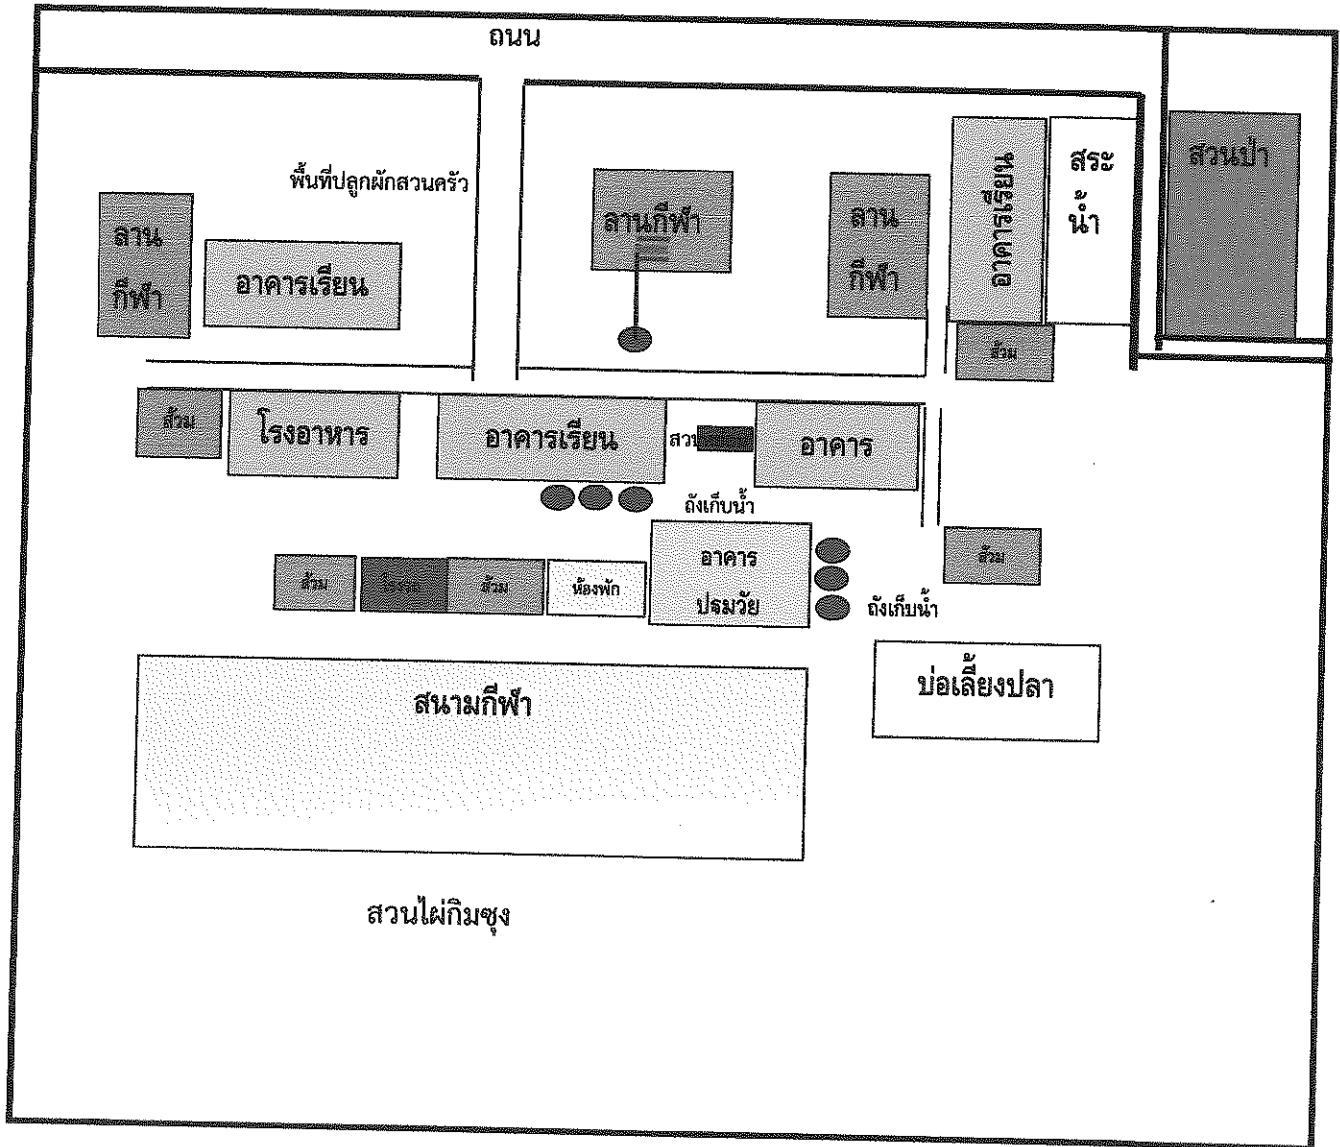 ถนน
พื้นที่ปลูกผักสวนครัว
ลาน
กีฬา
อาคารเรียน
ลานกีฬา
ลาน
กีฬา
อาคารเรียน
สระ
น้ำ
สวนป่า
ส้วม
ส้วม
โรงอาหาร
อาคารเรียน
อาคาร
ถังเก็บน้ำ
อาคาร
ปฐมวัย
ส้วม
ส้วม
ห้องพัก
ส้วม
ถังเก็บน้ำ
บ่อเลี้ยงปลา
สนามกีฬา
สวนไผ่กิมซุง